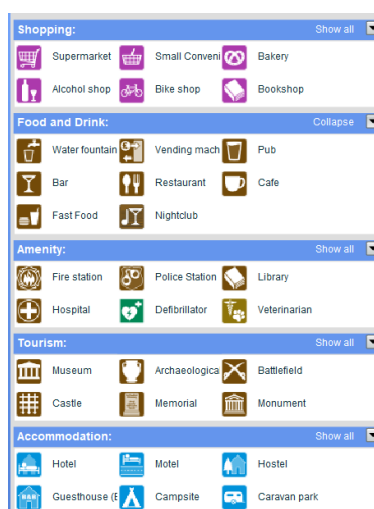 Shopping: Show all
Supermarket Small Conveni Bakery
Alcohol shop Bike shop Bookshop
Food and Drink: Collapse
Water fountain Vending mach Pub
Bar Restaurant Cafe
Fast Food Nightclub
Amenity: Show all
Fire station Police Station Library
Hospital Defibrillator Veterinarian
Tourism: Show all
Museum Archaeologica Battlefield
Castle Memorial Monument
Accommodation: Show all
Hotel Motel Hostel
Guesthouse (E Campsite Caravan park